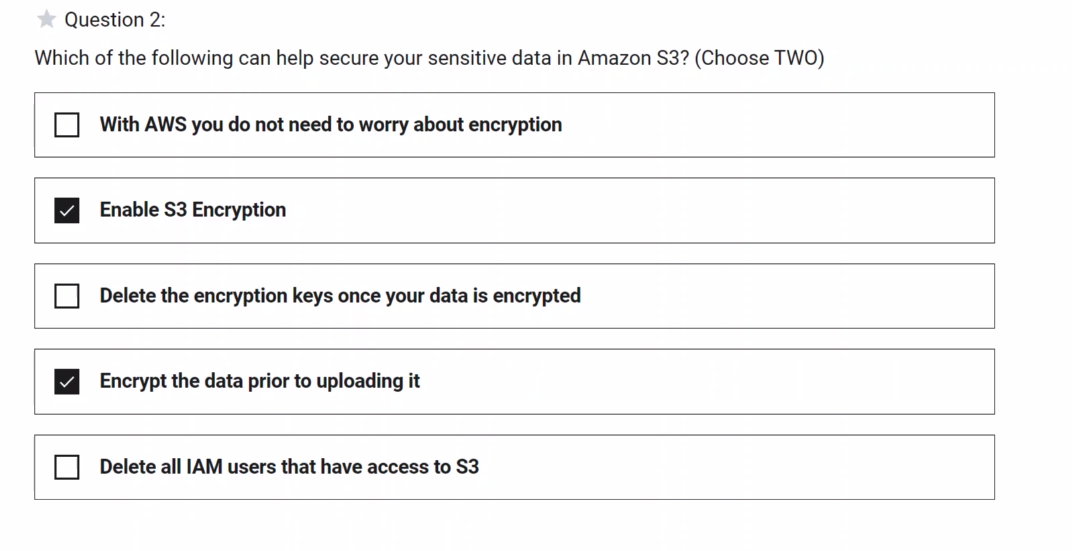 Question 2:
Which of the following can help secure your sensitive data in Amazon S3? (Choose TWO)
With AWS you do not need to worry about encryption
Enable S3 Encryption
Delete the encryption keys once your data is encrypted
Encrypt the data prior to uploading it
Delete all IAM users that have access to S3